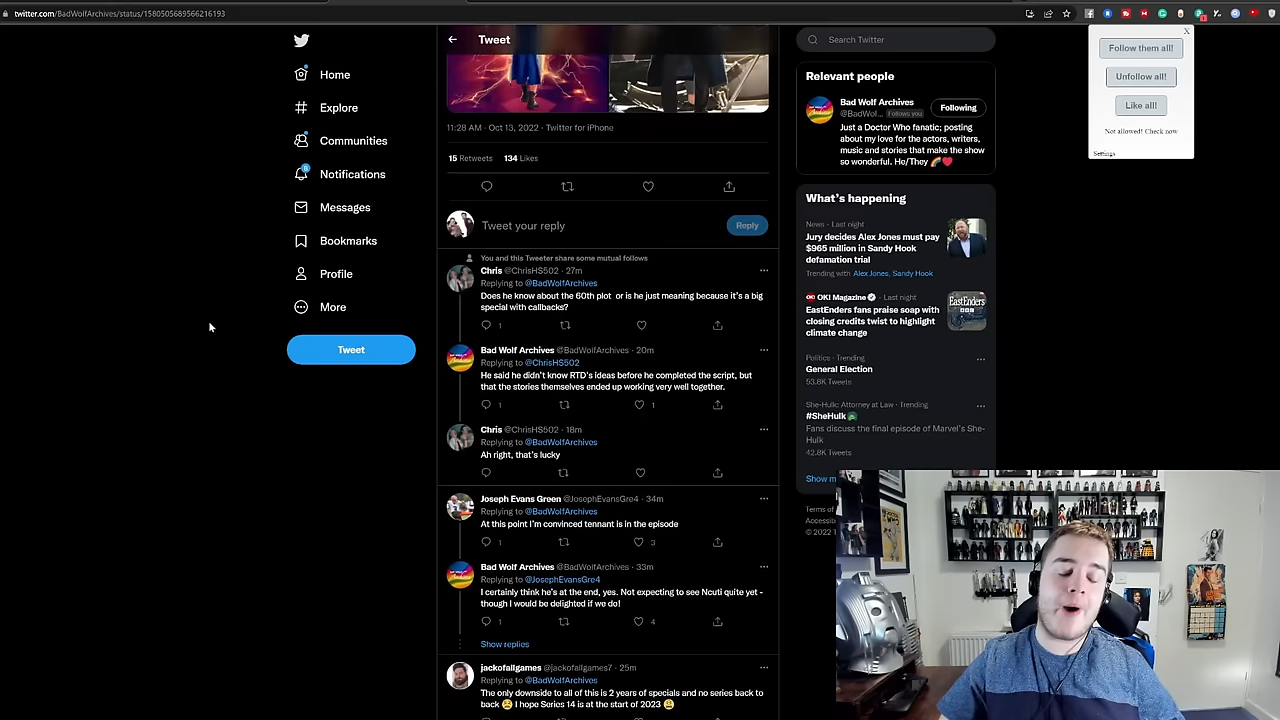 twitter.com/BadWolfArchives/status/1580505689566216193
Home
Explore
Communities
Notifications
Messages
Bookmarks
Profile
More
Tweet
Tweet
11:28 AM · Oct 13, 2022 · Twitter for iPhone
15 Retweets 134 Likes
Tweet your reply
Reply
You and this Tweeter share some mutual follows
Chris @ChrisHS502 · 27m
Replying to @BadWolfArchives
Does he know about the 60th plot or is he just meaning because it's a big
special with callbacks?
1
Bad Wolf Archives @BadWolfArchives · 20m
Replying to @ChrisHS502
He said he didn't know RTD's ideas before he completed the script, but
that the stories themselves ended up working very well together.
1 1
Chris @ChrisHS502 · 18m
Replying to @BadWolfArchives
Ah right, that's lucky
Joseph Evans Green @JosephEvansGre4 · 34m
Replying to @BadWolfArchives
At this point I'm convinced tennant is in the episode
1 3
Bad Wolf Archives @BadWolfArchives · 33m
Replying to @JosephEvansGre4
I certainly think he's at the end, yes. Not expecting to see Ncuti quite yet -
though I would be delighted if we do!
1 4
Show replies
jackofallgames @jackofallgames7 · 25m
Replying to @BadWolfArchives
The only downside to all of this is 2 years of specials and no series back to
back 😫 I hope Series 14 is at the start of 2023 😩
Search Twitter
Relevant people
Bad Wolf Archives
@BadWol... Follows you
Following
Just a Doctor Who fanatic; posting
about my love for the actors, writers,
music and stories that make the show
so wonderful. He/They 🌈❤️
What's happening
News · Last night
Jury decides Alex Jones must pay
$965 million in Sandy Hook
defamation trial
Trending with Alex Jones, Sandy Hook
OK! Magazine · Last night
EastEnders fans praise soap with
closing credits twist to highlight
climate change
EastEnders
Politics · Trending
General Election
53.8K Tweets
She-Hulk: Attorney at Law · Trending
#SheHulk
Fans discuss the final episode of Marvel's She-
Hulk
42.8K Tweets
Show m
Terms of
Accessib
© 2022
X
Follow them all!
Unfollow all!
Like all!
Not allowed! Check now
Settings